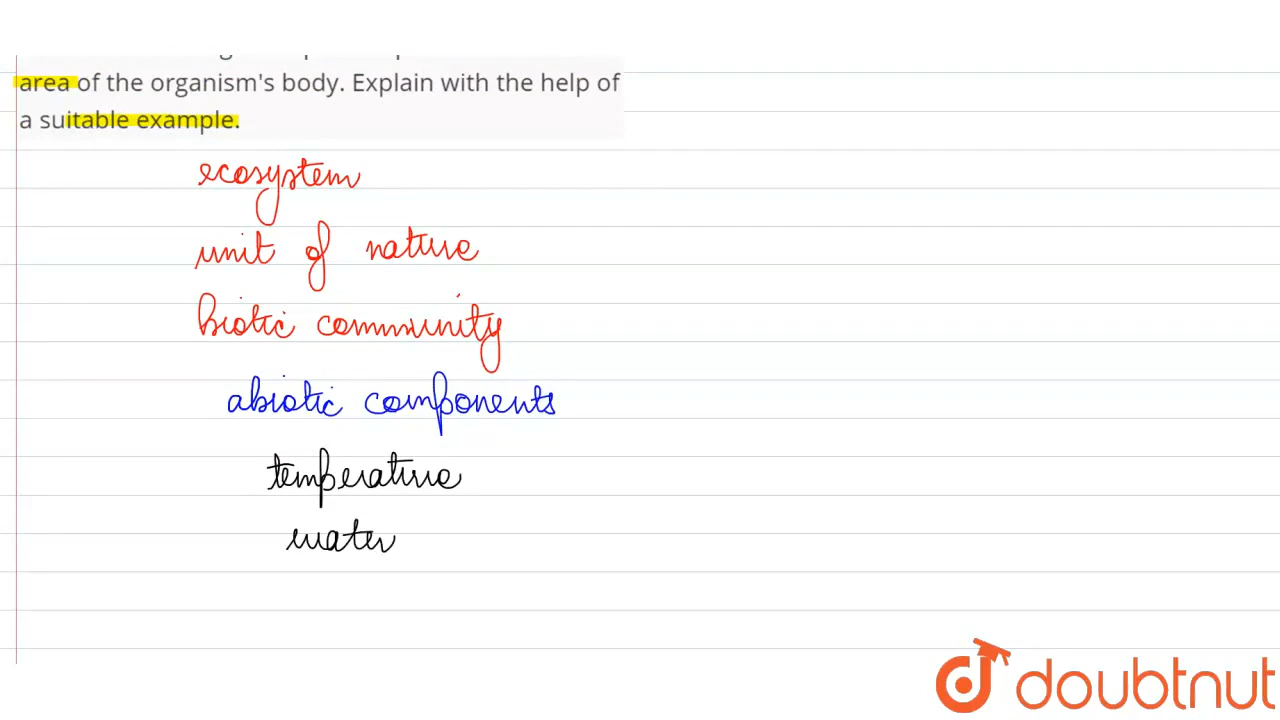 area of the organism's body. Explain with the help of
a suitable example.
ecosystem
unit of nature
biotic community
abiotic components
temperature
water
doubtnut